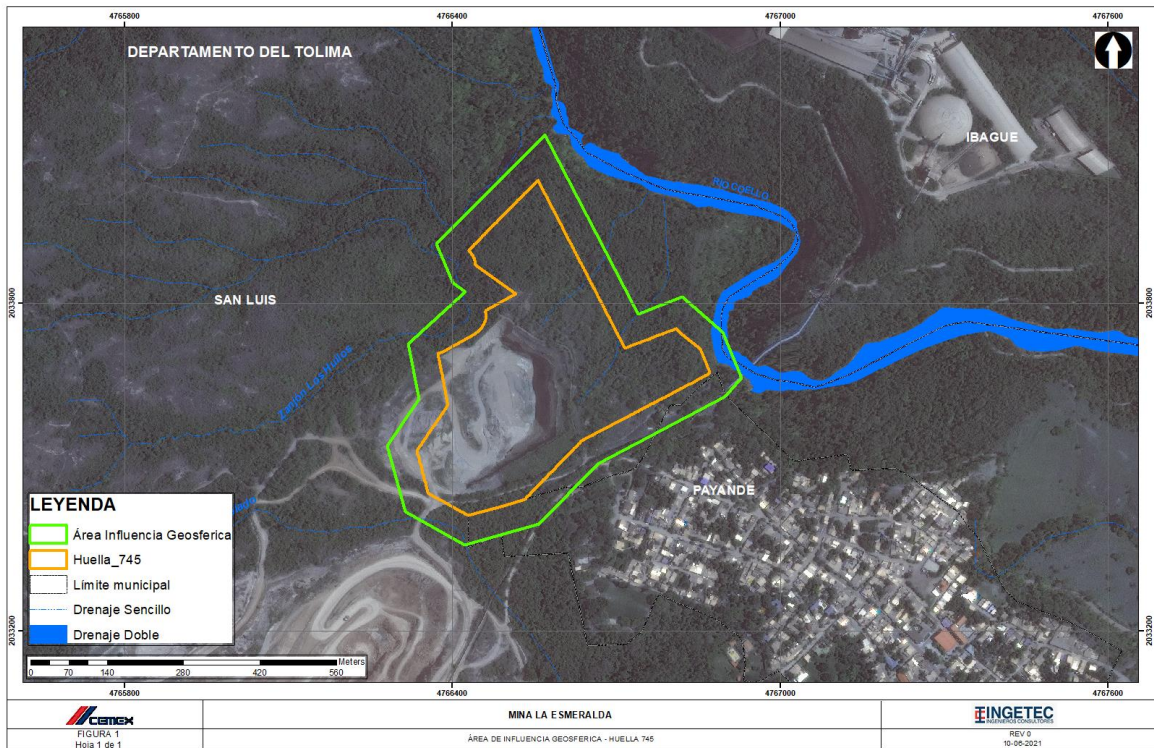 4765800 4766400 4767000 4767600
DEPARTAMENTO DEL TOLIMA
IBAGUE
RIO COELLO
2033800 2033800
SAN LUIS
PAYANDE
LEYENDA
Área Influencia Geosferica
Huella_745
Límite municipal
Drenaje Sencillo
Drenaje Doble
2033200 2033200
0 70 140 280 420 560 Meters
4765800 4766400 4767000 4767600
CEMEX
FIGURA 1
Hoja 1 de 1
MINA LA ESMERALDA
ÁREA DE INFLUENCIA GEOSFERICA - HUELLA 745
INGETEC
INGENIEROS CONSULTORES
REV 0
10-06-2021